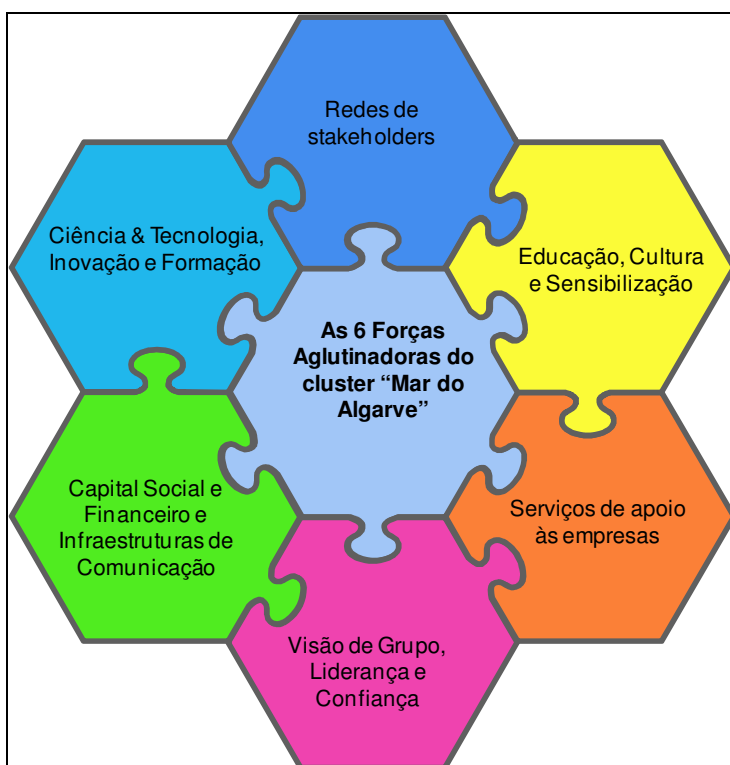 Redes de
stakeholders
Ciência & Tecnologia,
Inovação e Formação
Educação, Cultura
e Sensibilização
As 6 Forças
Aglutinadoras do
cluster “Mar do
Algarve”
Capital Social e
Financeiro e
Infraestruturas de
Comunicação
Serviços de apoio
às empresas
Visão de Grupo,
Liderança e
Confiança